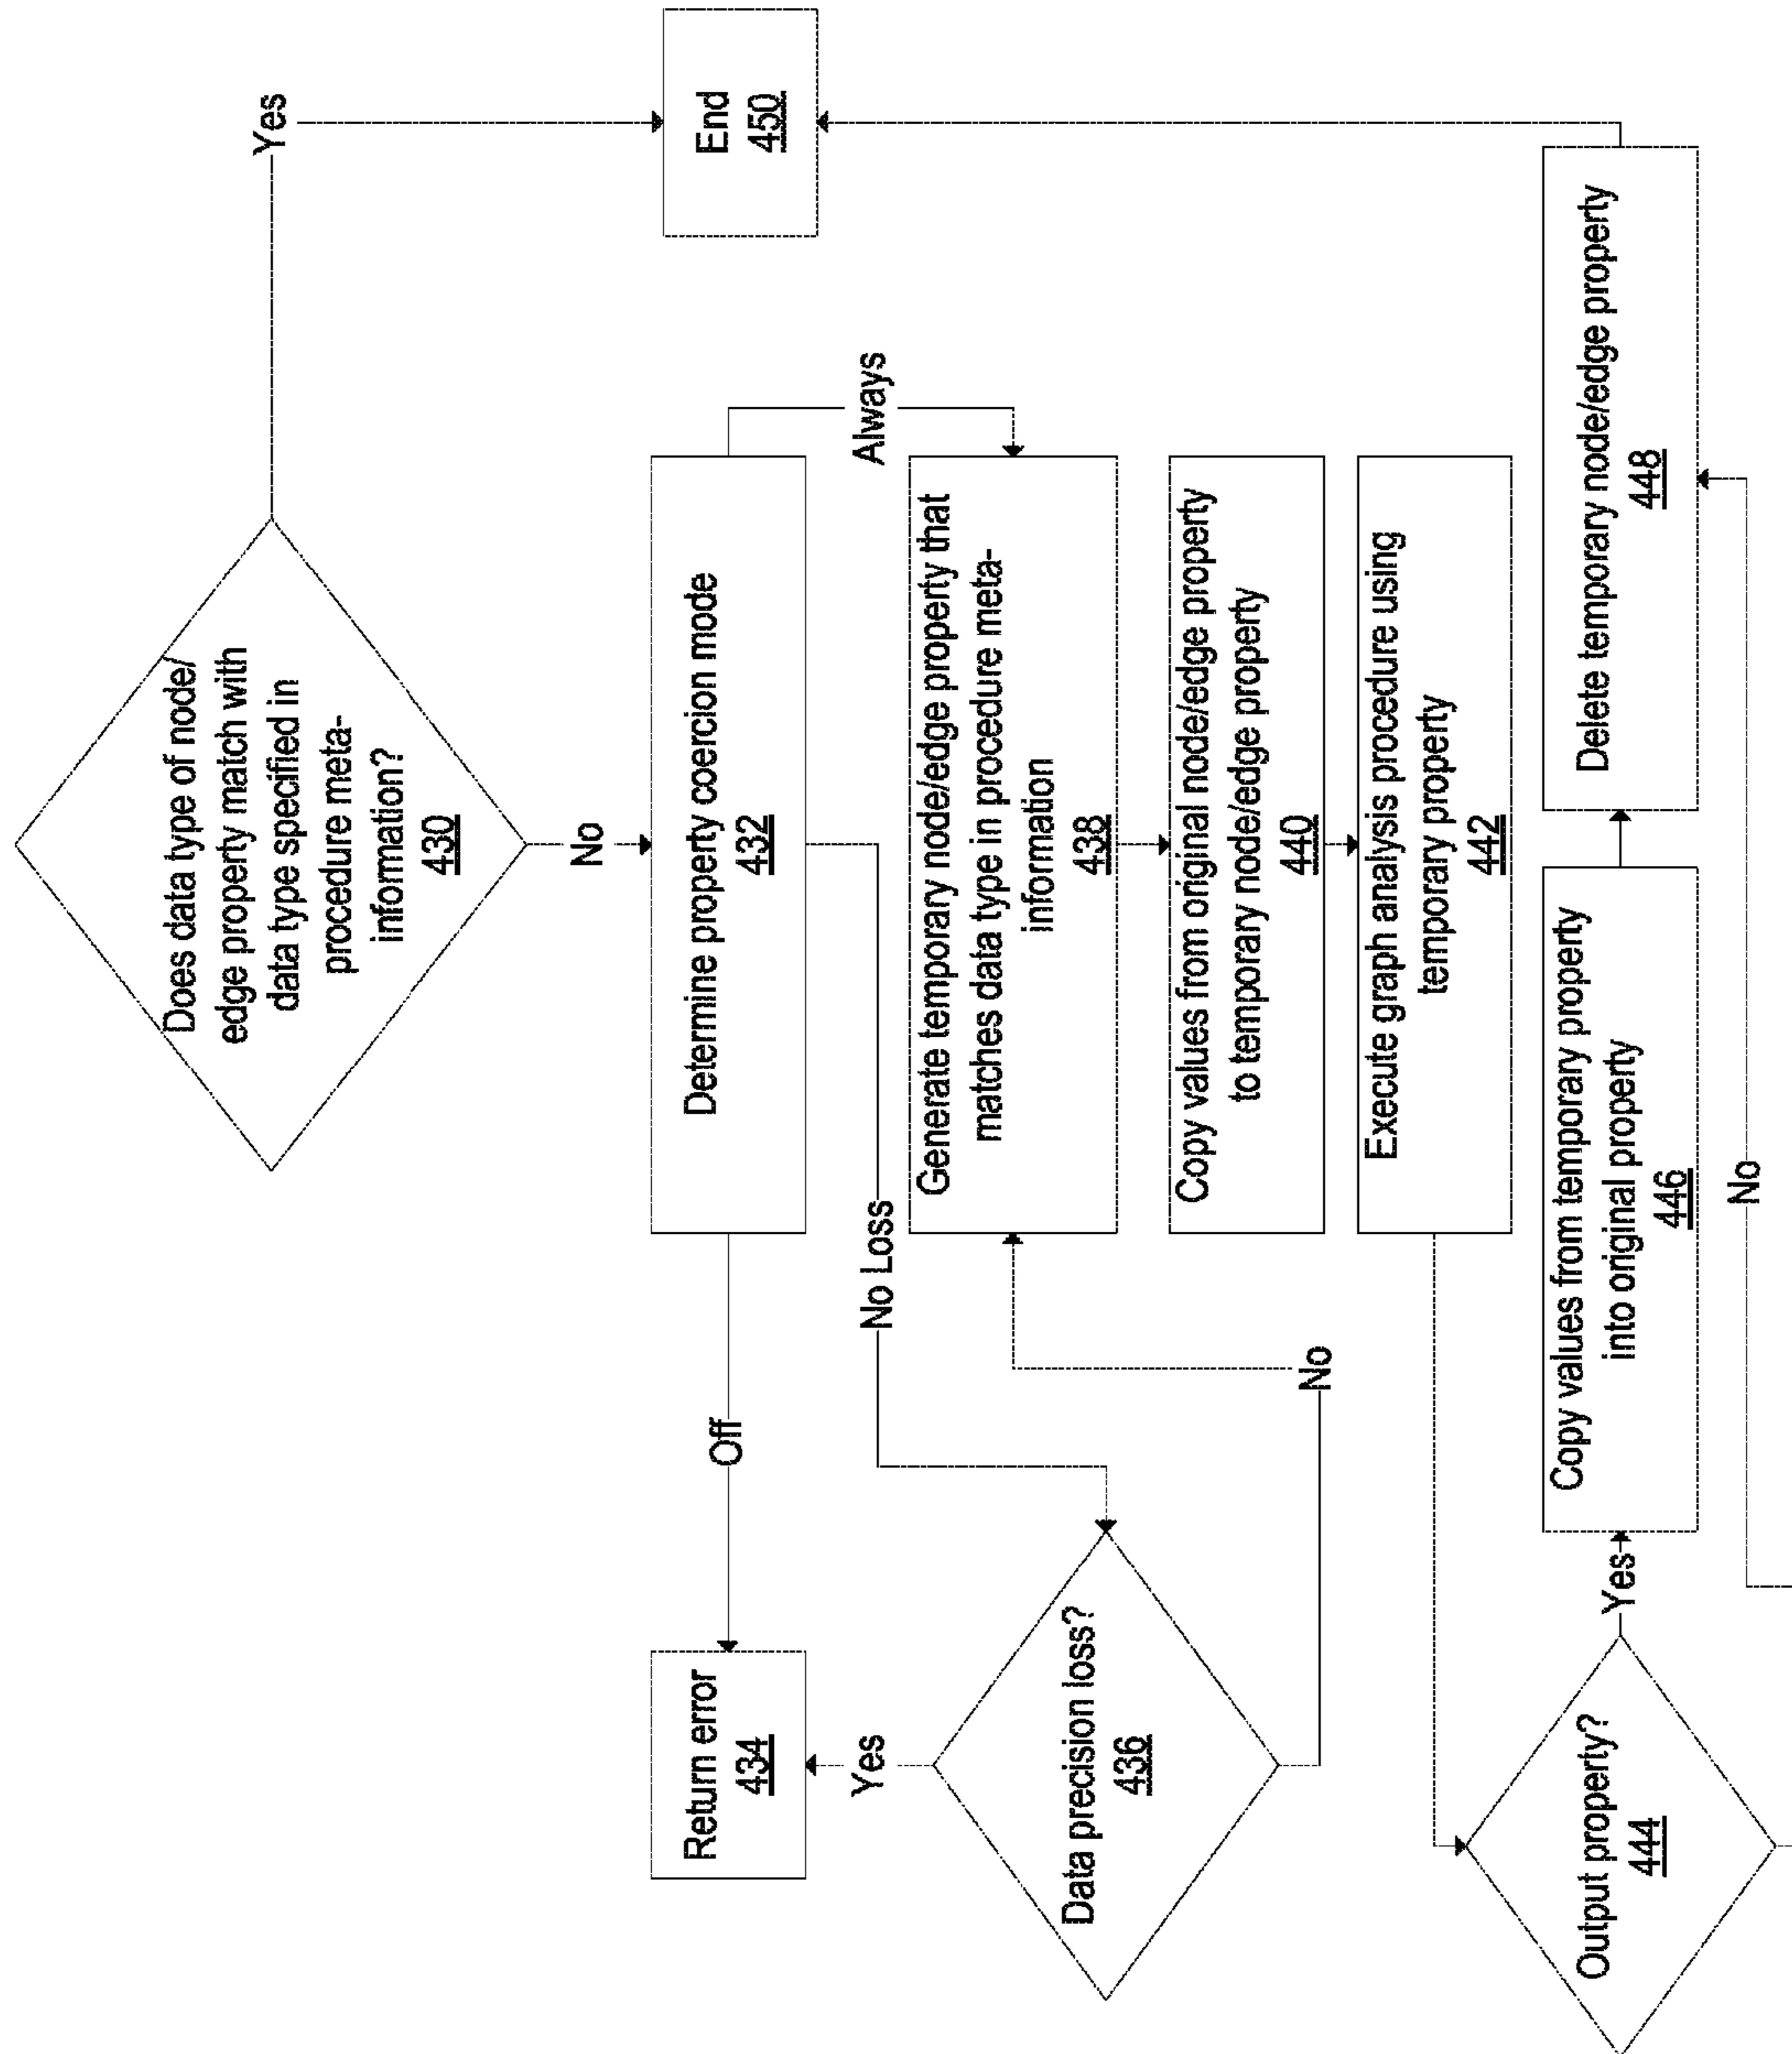 Does data type of node/
edge property match with
data type specified in
procedure meta-
information?
430
Yes
No
End
450
Determine property coercion mode
432
Off
No Loss
Always
Return error
434
Yes
Data precision loss?
436
No
Generate temporary node/edge property that
matches data type in procedure meta-
information
438
Copy values from original node/edge property
to temporary node/edge property
440
Execute graph analysis procedure using
temporary property
442
Output property?
444
Yes
No
Copy values from temporary property
into original property
446
Delete temporary node/edge property
448